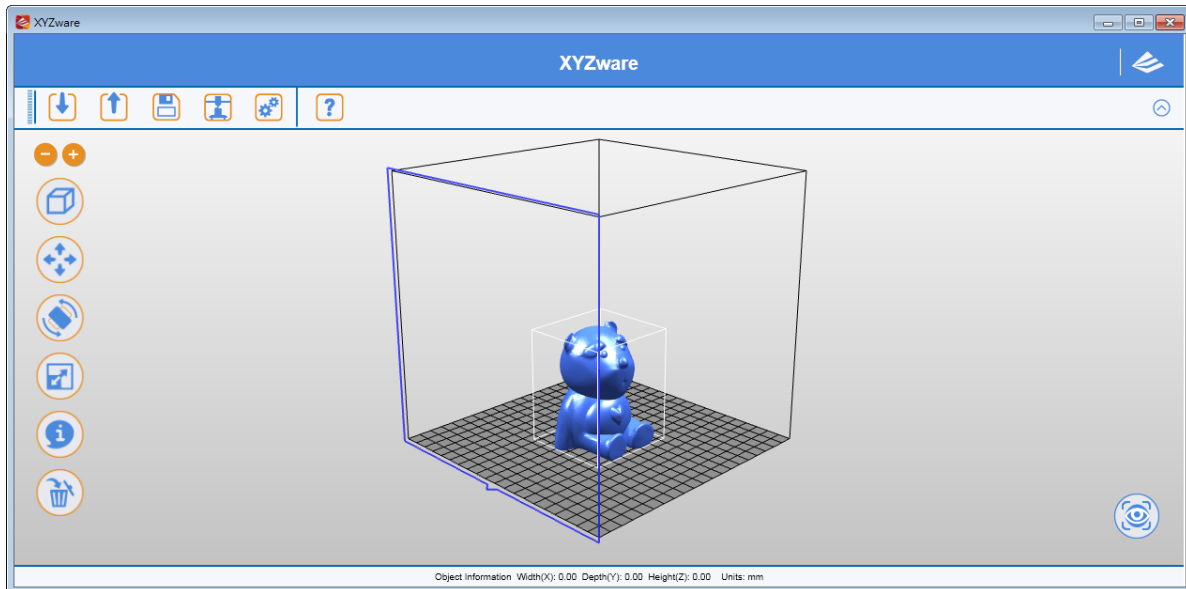 XYZware
XYZware
?
Object Information Width(X): 0.00 Depth(Y): 0.00 Height(Z): 0.00 Units: mm